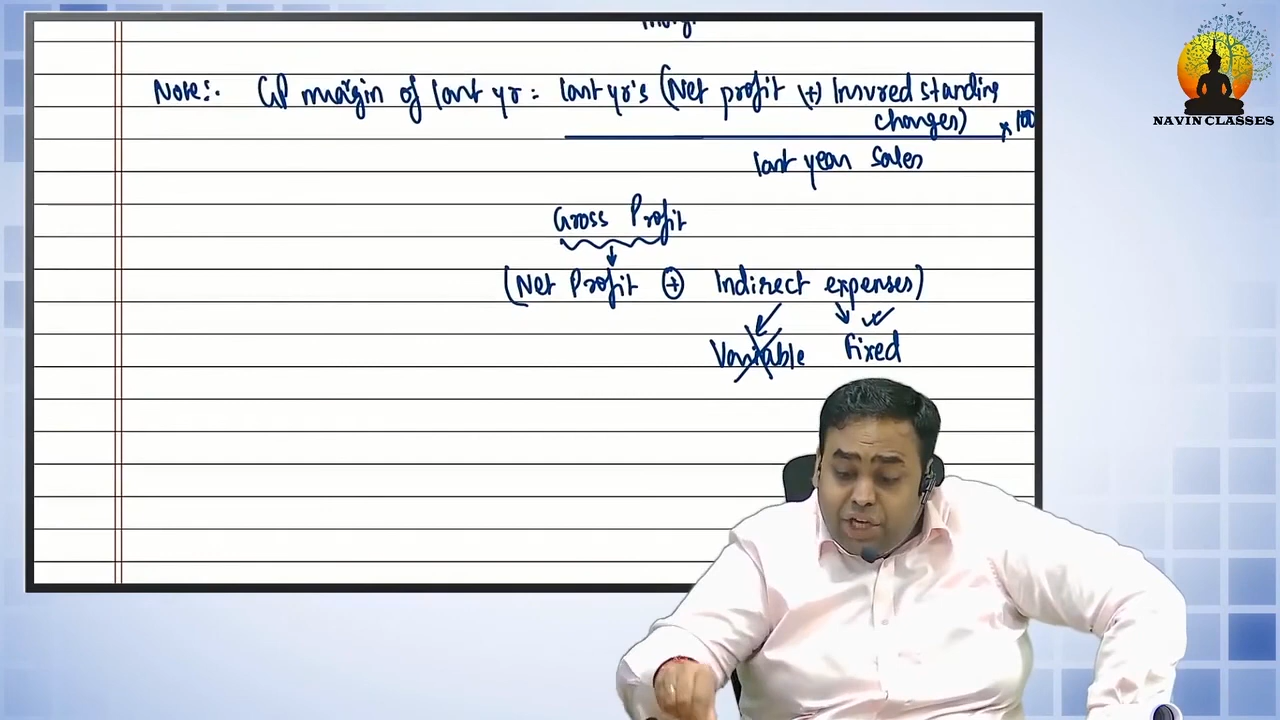 Note:. GP margin of last yr = last yr's (Net profit (+) Insured standing
charges) × 100
last year sales
Gross Profit
(Net Profit + Indirect expenses)
Variable Fixed
NAVIN CLASSES